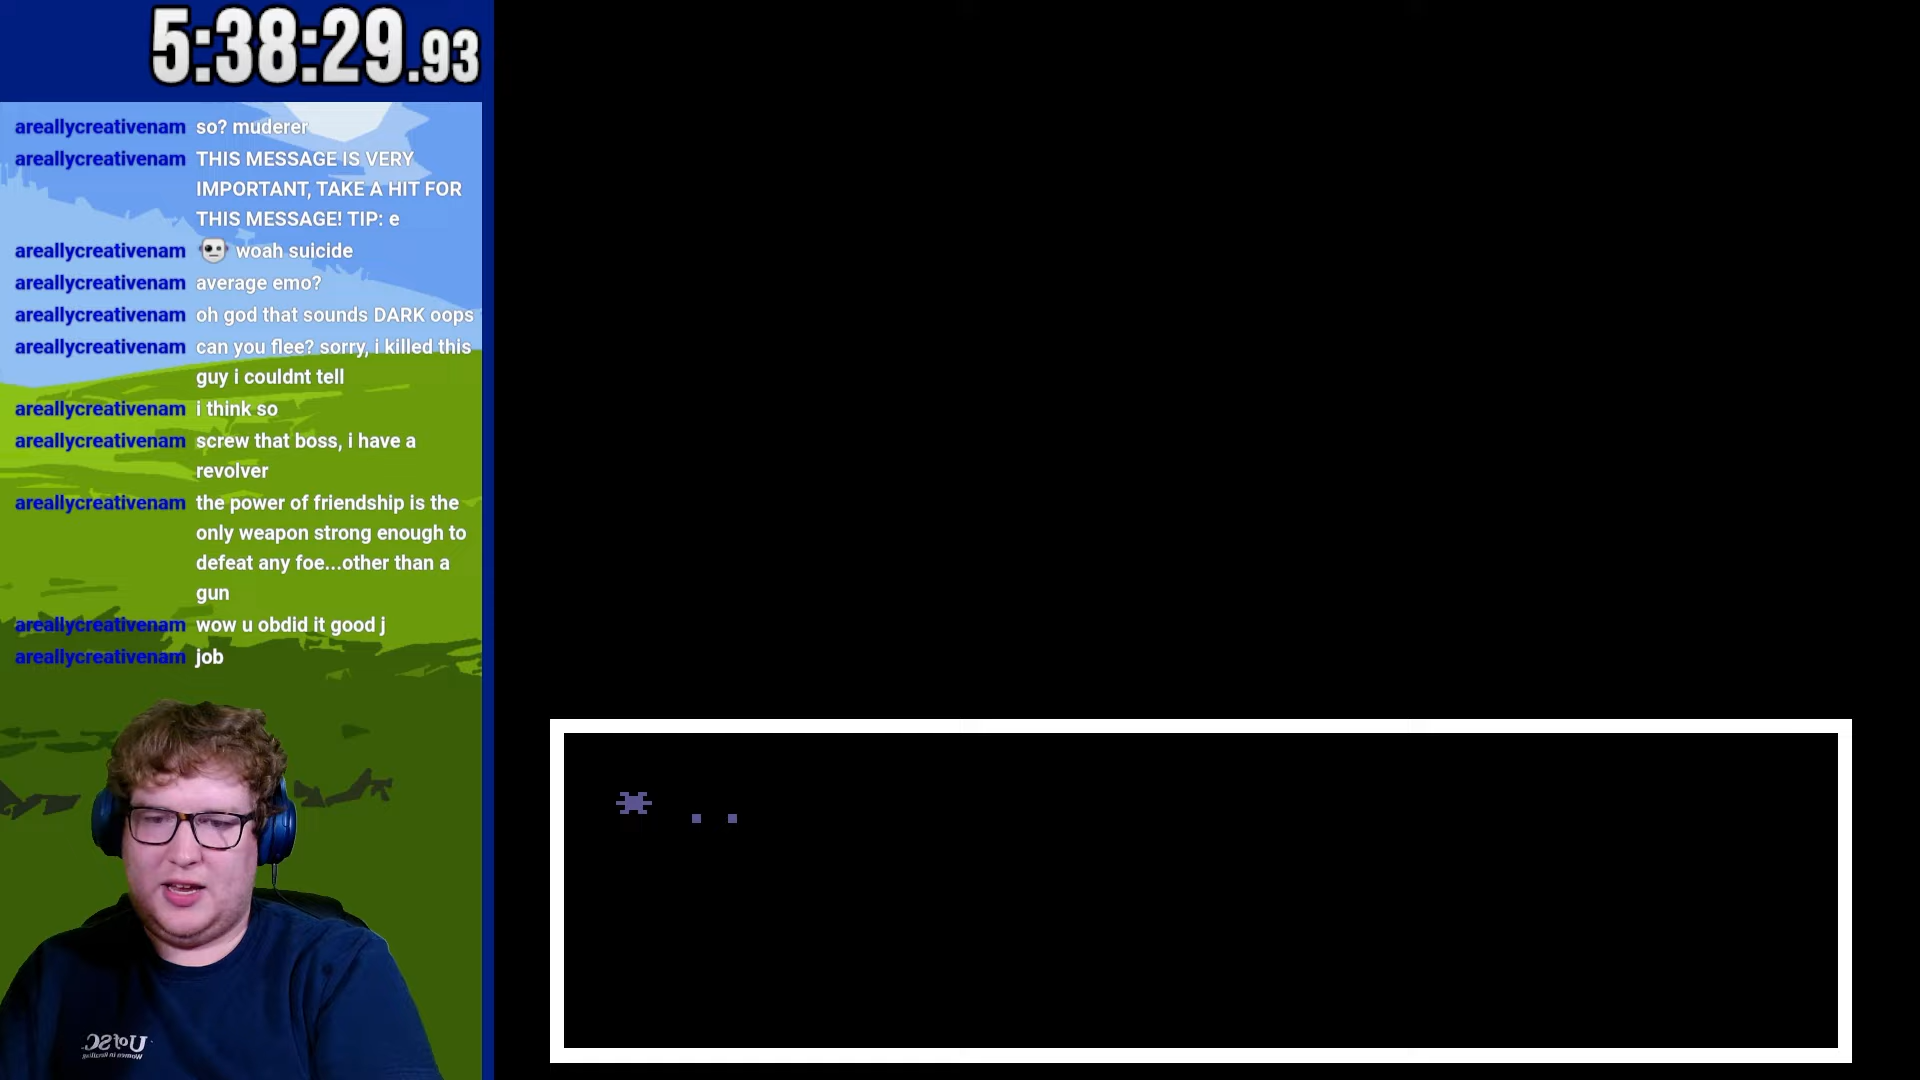 5:38:29.93
areallycreativenam so? muderer
areallycreativenam THIS MESSAGE IS VERY
IMPORTANT, TAKE A HIT FOR
THIS MESSAGE! TIP: e
areallycreativenam woah suicide
areallycreativenam average emo?
areallycreativenam oh god that sounds DARK oops
areallycreativenam can you flee? sorry, i killed this
guy i couldnt tell
areallycreativenam i think so
areallycreativenam screw that boss, i have a
revolver
areallycreativenam the power of friendship is the
only weapon strong enough to
defeat any foe...other than a
gun
areallycreativenam wow u obdid it good j
areallycreativenam job
* . .
UofSC